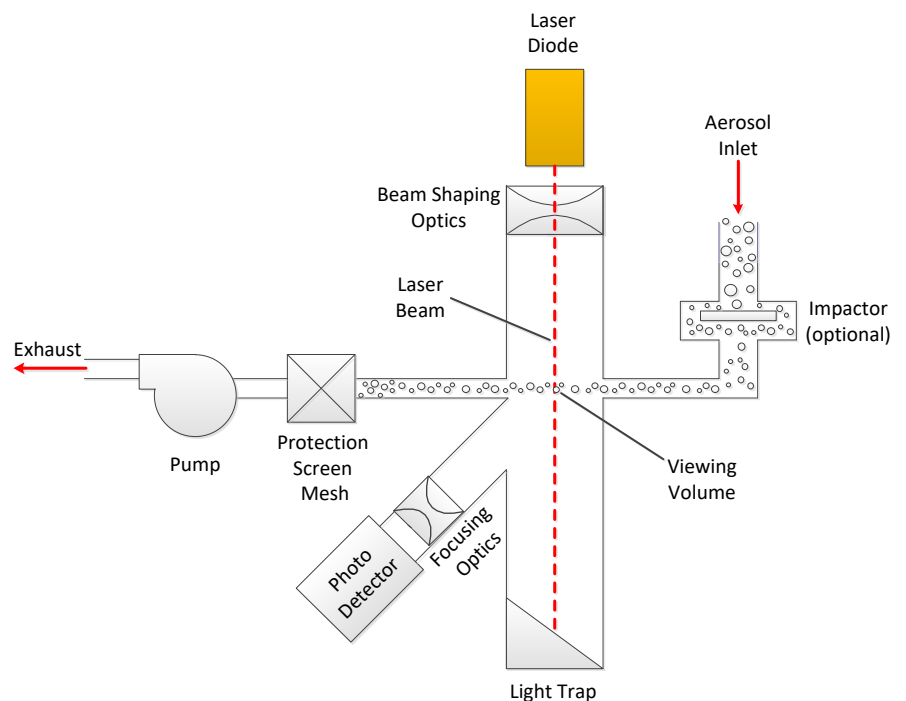 Laser
Diode
Aerosol
Inlet
Beam Shaping
Optics
Laser
Beam
Impactor
(optional)
Exhaust
Pump
Protection
Screen
Mesh
Viewing
Volume
Focusing
Optics
Photo
Detector
Light Trap